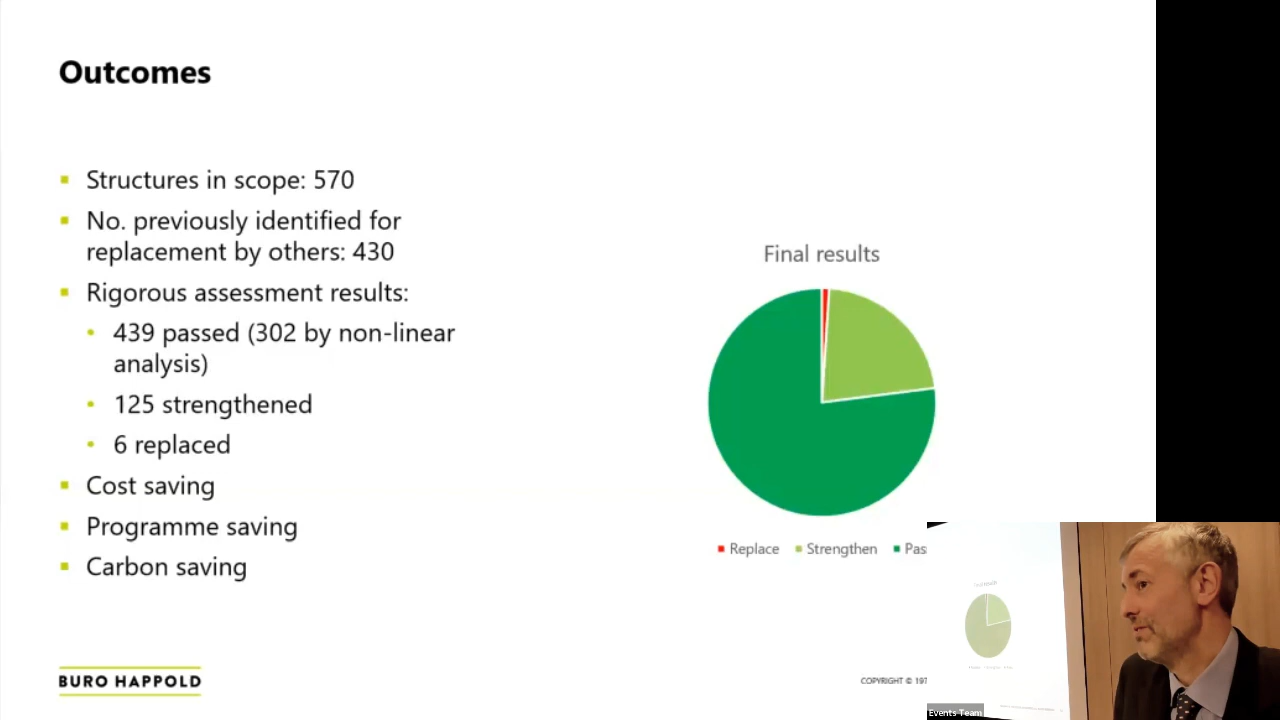 Outcomes
Structures in scope: 570
No. previously identified for
replacement by others: 430
Rigorous assessment results:
439 passed (302 by non-linear
analysis)
125 strengthened
6 replaced
Cost saving
Programme saving
Carbon saving
Final results
Replace Strengthen Pas
BURO HAPPOLD
COPYRIGHT © 197
Events Team